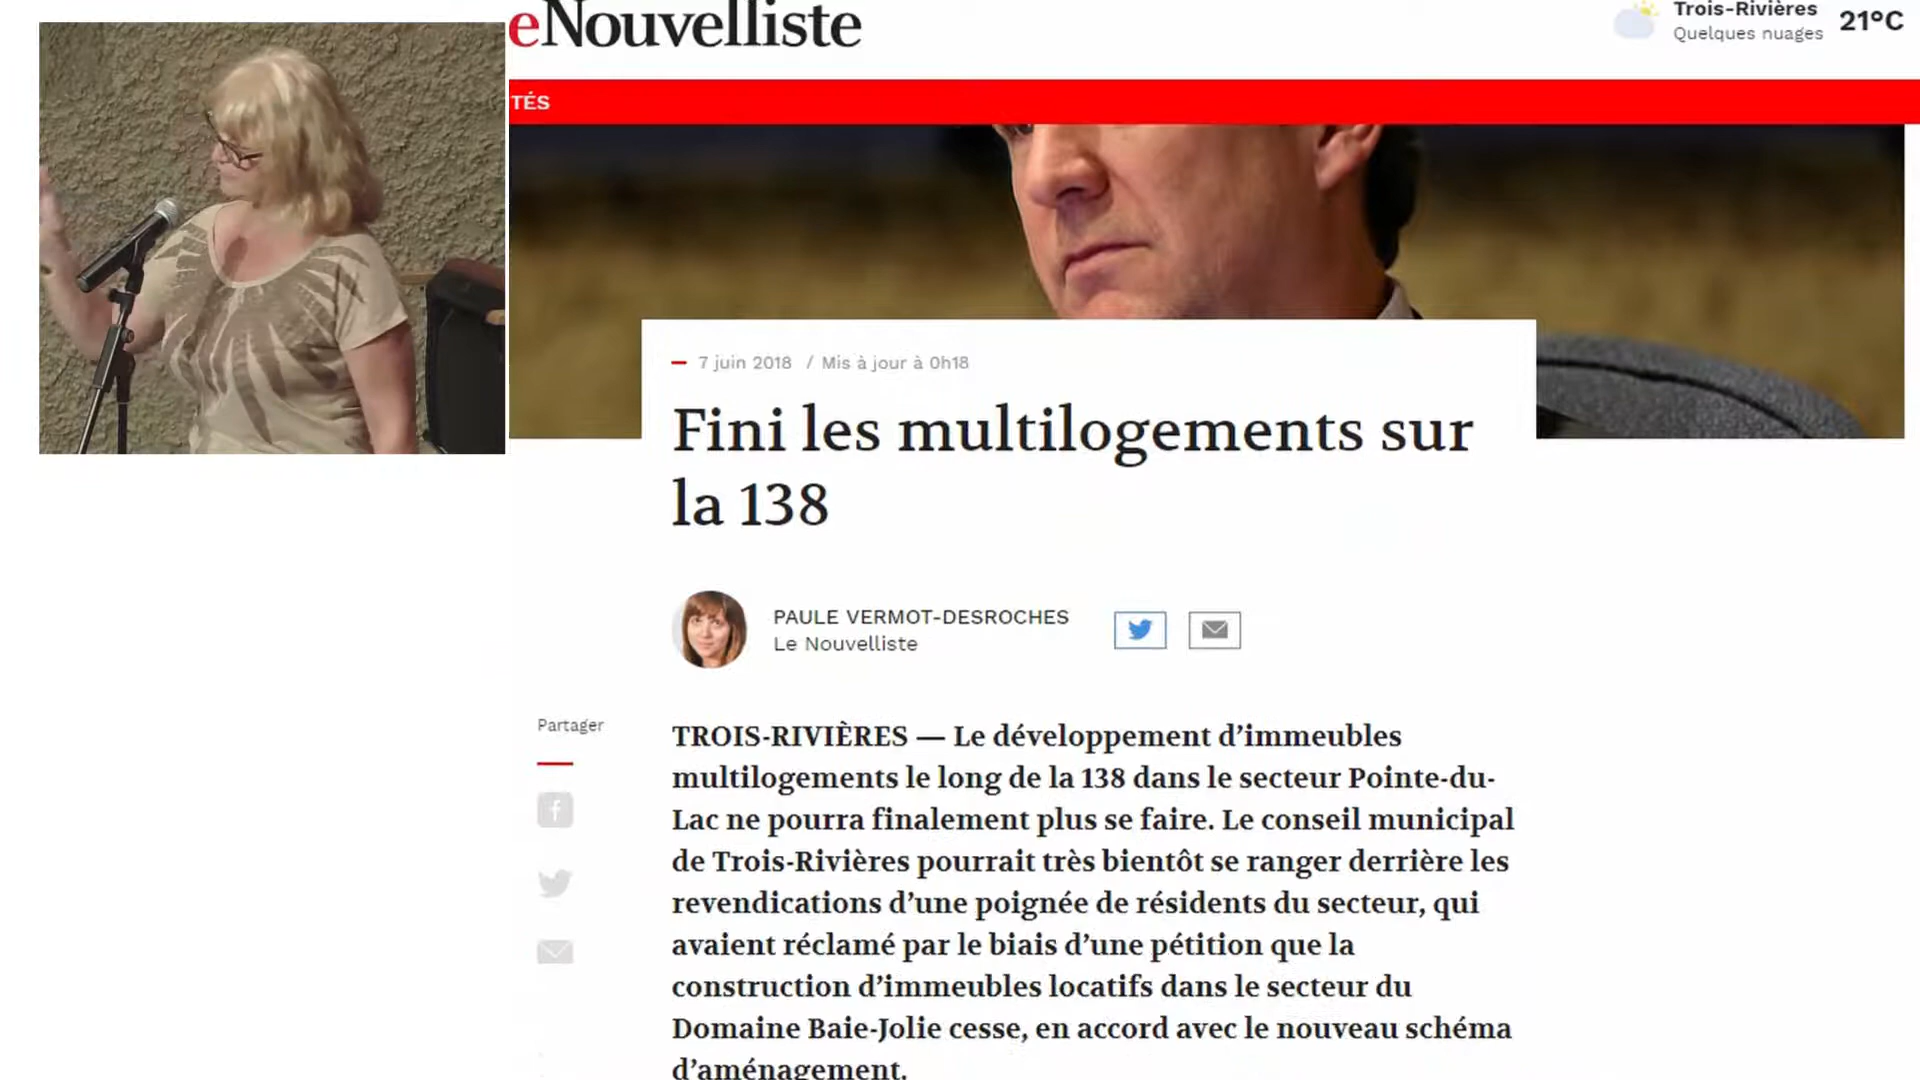 eNouvelliste
Trois-Rivières
Quelques nuages
21°C
TÉS
7 juin 2018 / Mis à jour à 0h18
Fini les multilogements sur
la 138
PAULE VERMOT-DESROCHES
Le Nouvelliste
Partager
TROIS-RIVIÈRES — Le développement d’immeubles
multilogements le long de la 138 dans le secteur Pointe-du-
Lac ne pourra finalement plus se faire. Le conseil municipal
de Trois-Rivières pourrait très bientôt se ranger derrière les
revendications d’une poignée de résidents du secteur, qui
avaient réclamé par le biais d’une pétition que la
construction d’immeubles locatifs dans le secteur du
Domaine Baie-Jolie cesse, en accord avec le nouveau schéma
d’aménagement.